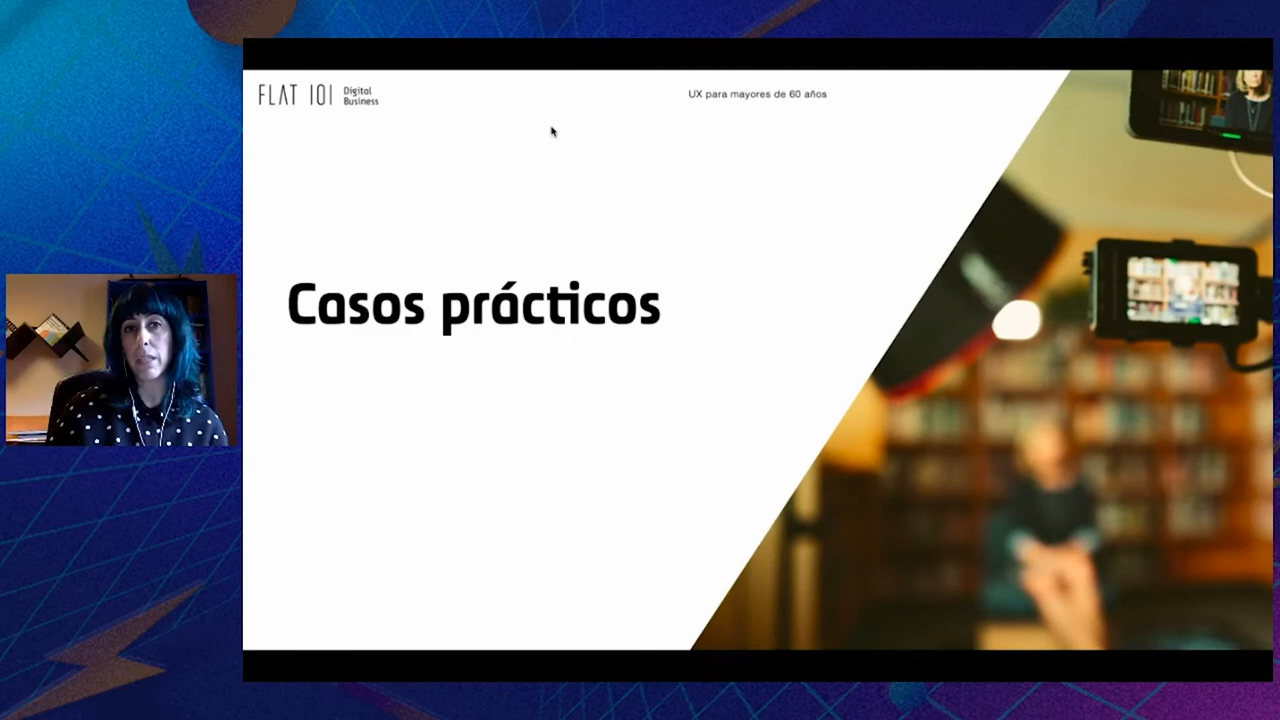 FLAT 101
Digital
Business
UX para mayores de 60 años
Casos prácticos